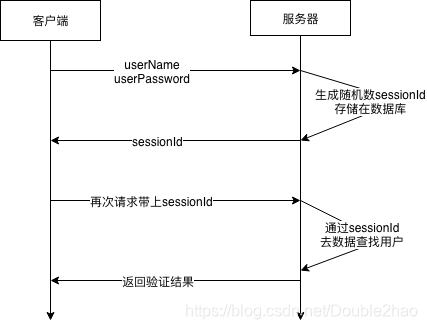 客户端
服务器
userName
userPassword
生成随机数sessionId
存储在数据库
sessionId
再次请求带上sessionId
通过sessionId
去数据查找用户
返回验证结果
https://blog.csdn.net/Double2hao